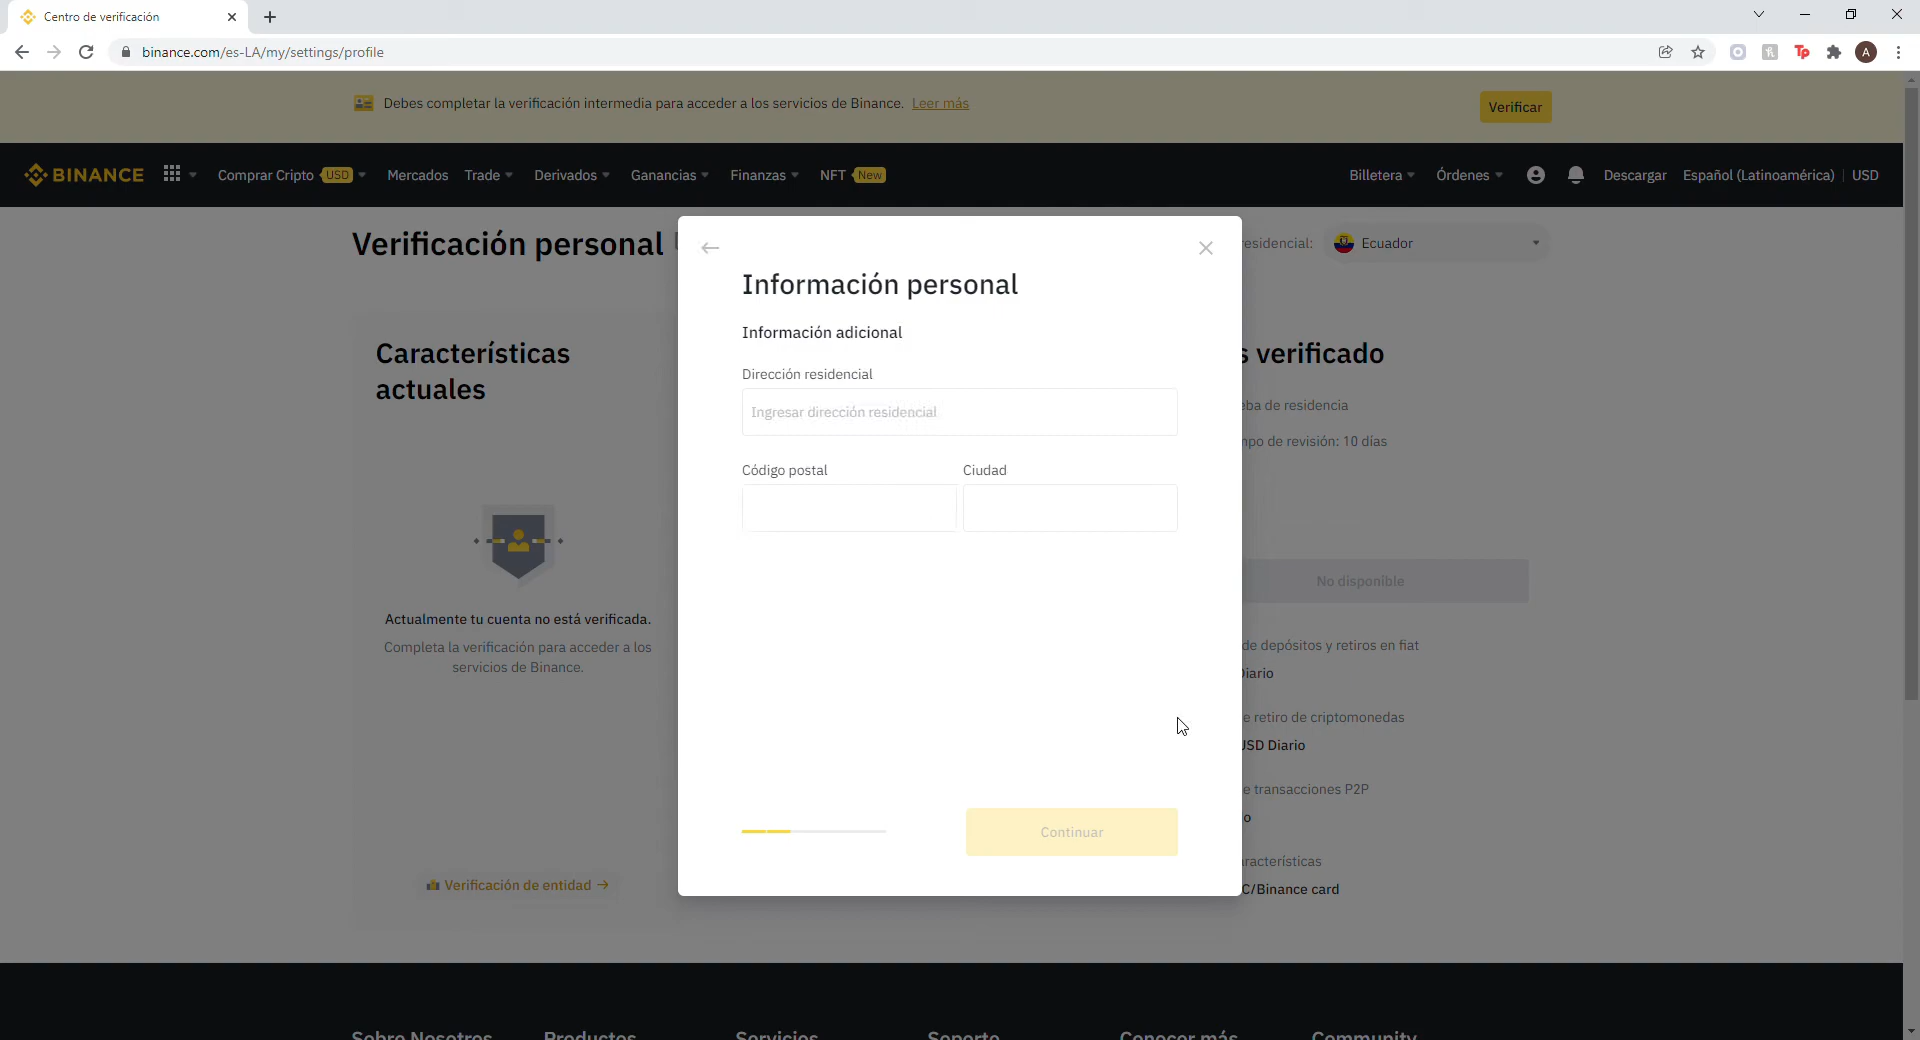 Centro de verificación
binance.com/es-LA/my/settings/profile
A
Debes completar la verificación intermedia para acceder a los servicios de Binance. Leer más
Verificar
BINANCE
Comprar Cripto USD
Mercados
Trade
Derivados
Ganancias
Finanzas
NFT New
Billetera
Órdenes
Descargar
Español (Latinoamérica)
USD
Verificación personal
esidencial:
Ecuador
Características
actuales
Actualmente tu cuenta no está verificada.
Completa la verificación para acceder a los
servicios de Binance.
Verificación de entidad →
Información personal
Información adicional
Dirección residencial
Ingresar dirección residencial
Código postal
Ciudad
Continuar
s verificado
ba de residencia
po de revisión: 10 días
No disponible
de depósitos y retiros en fiat
Diario
e retiro de criptomonedas
USD Diario
e transacciones P2P
o
aracterísticas
C/Binance card
Sobre Nosotros
Productos
Servicios
Soporte
Conocer más
Community